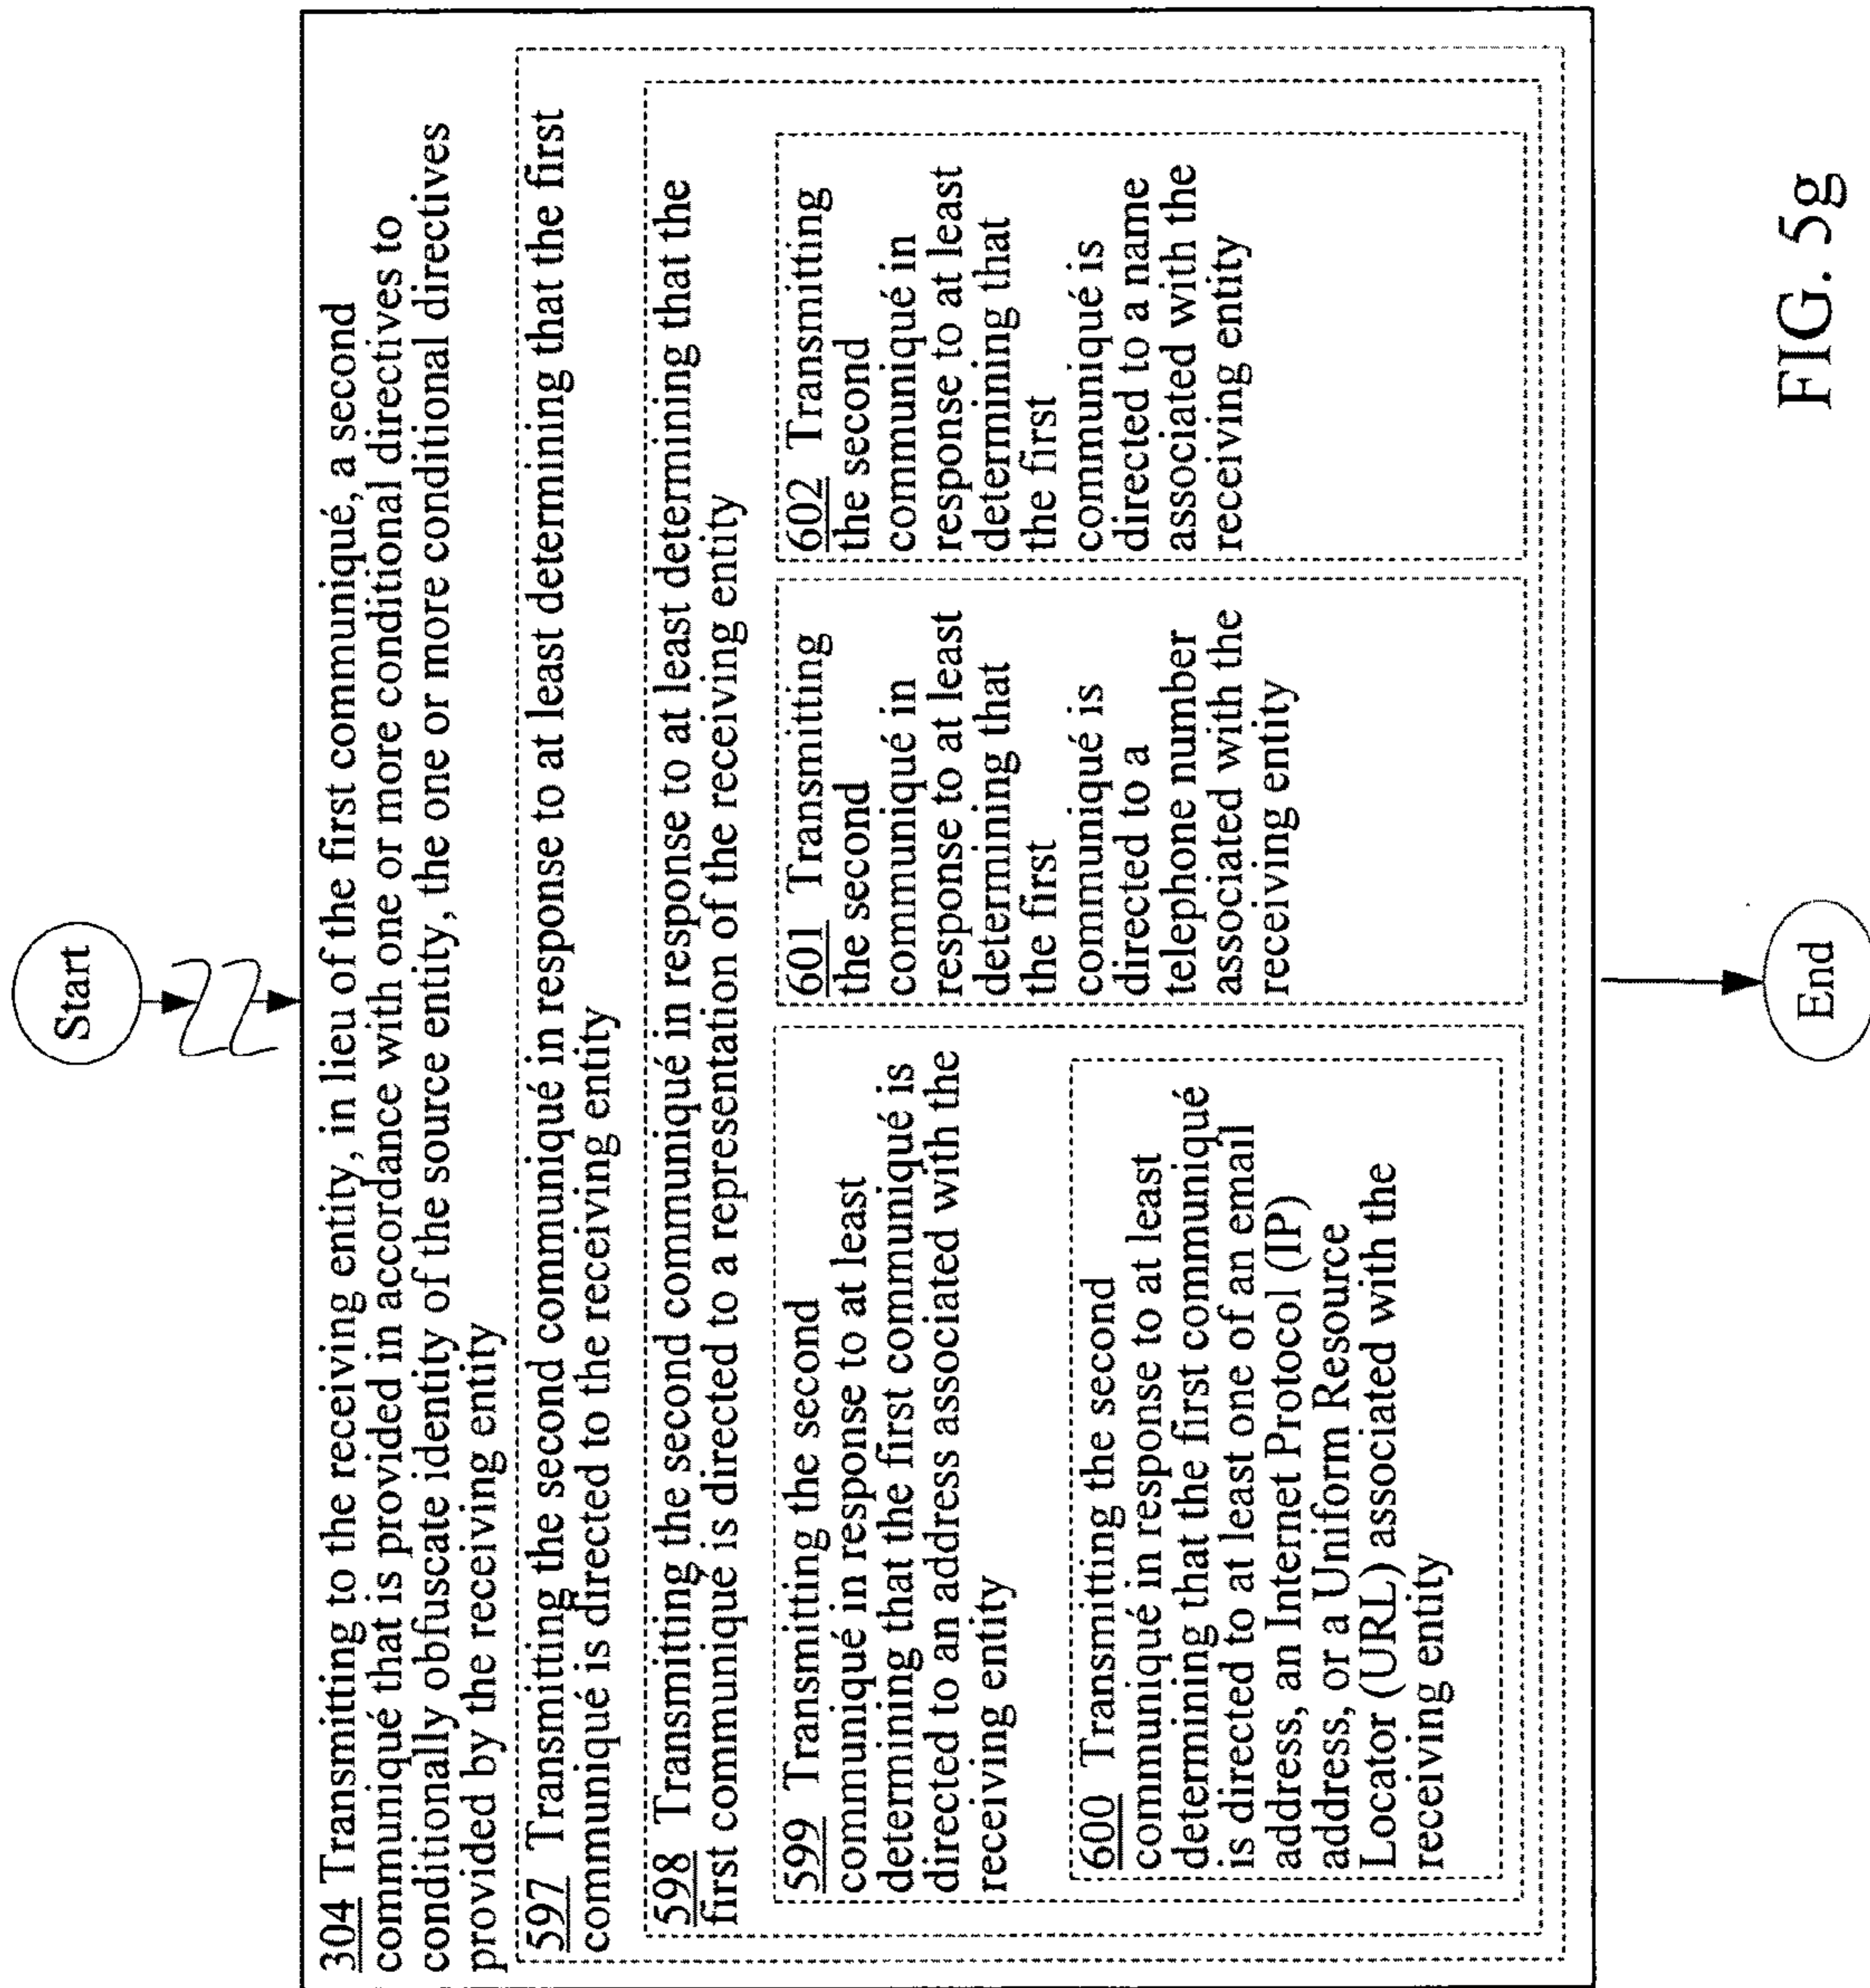 Start
304 Transmitting to the receiving entity, in lieu of the first communiqué, a second
communiqué that is provided in accordance with one or more conditional directives to
conditionally obfuscate identity of the source entity, the one or more conditional directives
provided by the receiving entity
597 Transmitting the second communiqué in response to at least determining that the first
communiqué is directed to the receiving entity
598 Transmitting the second communiqué in response to at least determining that the
first communiqué is directed to a representation of the receiving entity
599 Transmitting the second
communiqué in response to at least
determining that the first communiqué is
directed to an address associated with the
receiving entity
600 Transmitting the second
communiqué in response to at least
determining that the first communiqué
is directed to at least one of an email
address, an Internet Protocol (IP)
address, or a Uniform Resource
Locator (URL) associated with the
receiving entity
601 Transmitting
the second
communiqué in
response to at least
determining that
the first
communiqué is
directed to a
telephone number
associated with the
receiving entity
602 Transmitting
the second
communiqué in
response to at least
determining that
the first
communiqué is
directed to a name
associated with the
receiving entity
End
FIG. 5g